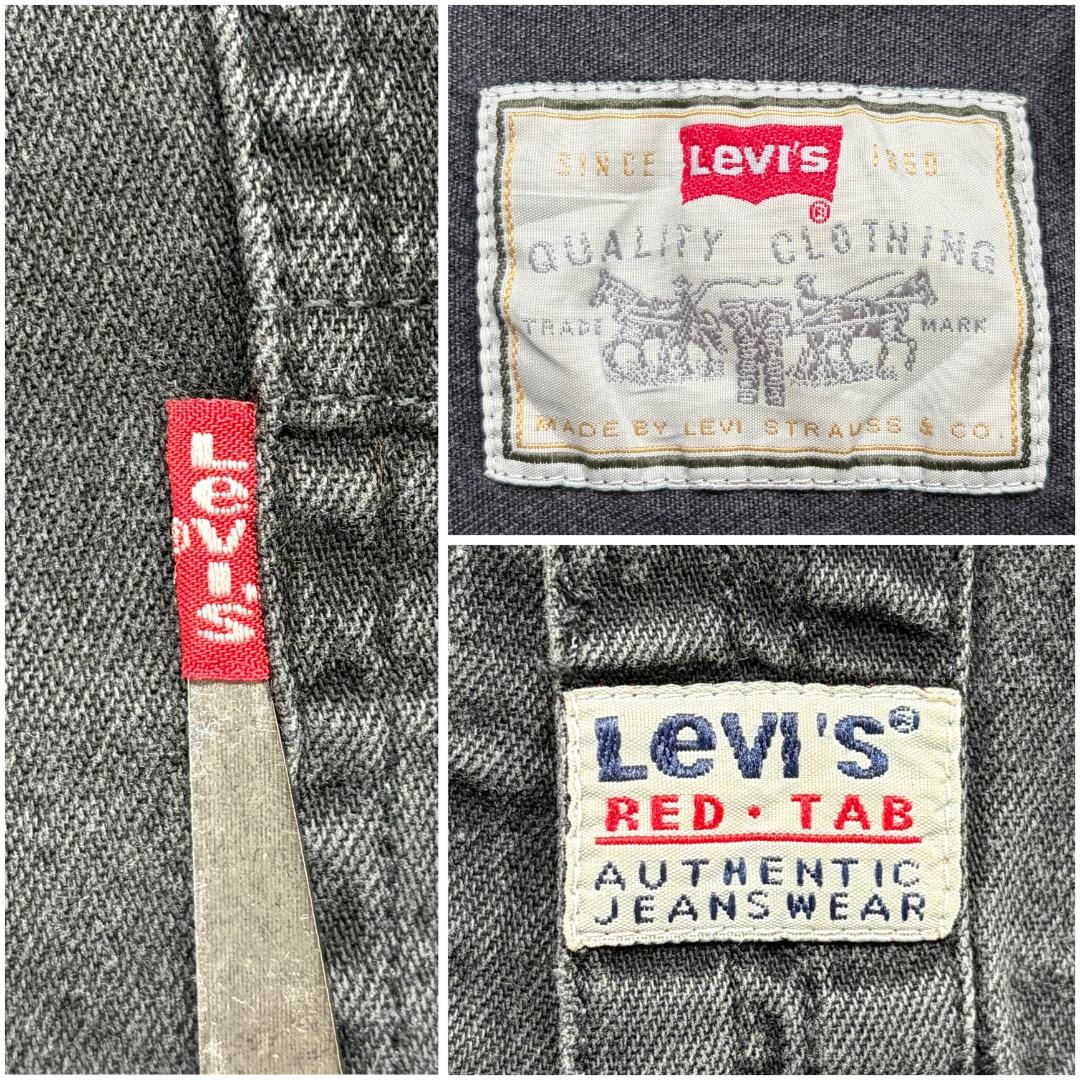 LeVI'S
®
SINCE LeVI'S 1850
®
QUALITY CLOTHING
TRADE MARK
MADE BY LEVI STRAUSS & CO.
LeVI'S®
RED • TAB
AUTHENTIC
JEANSWEAR